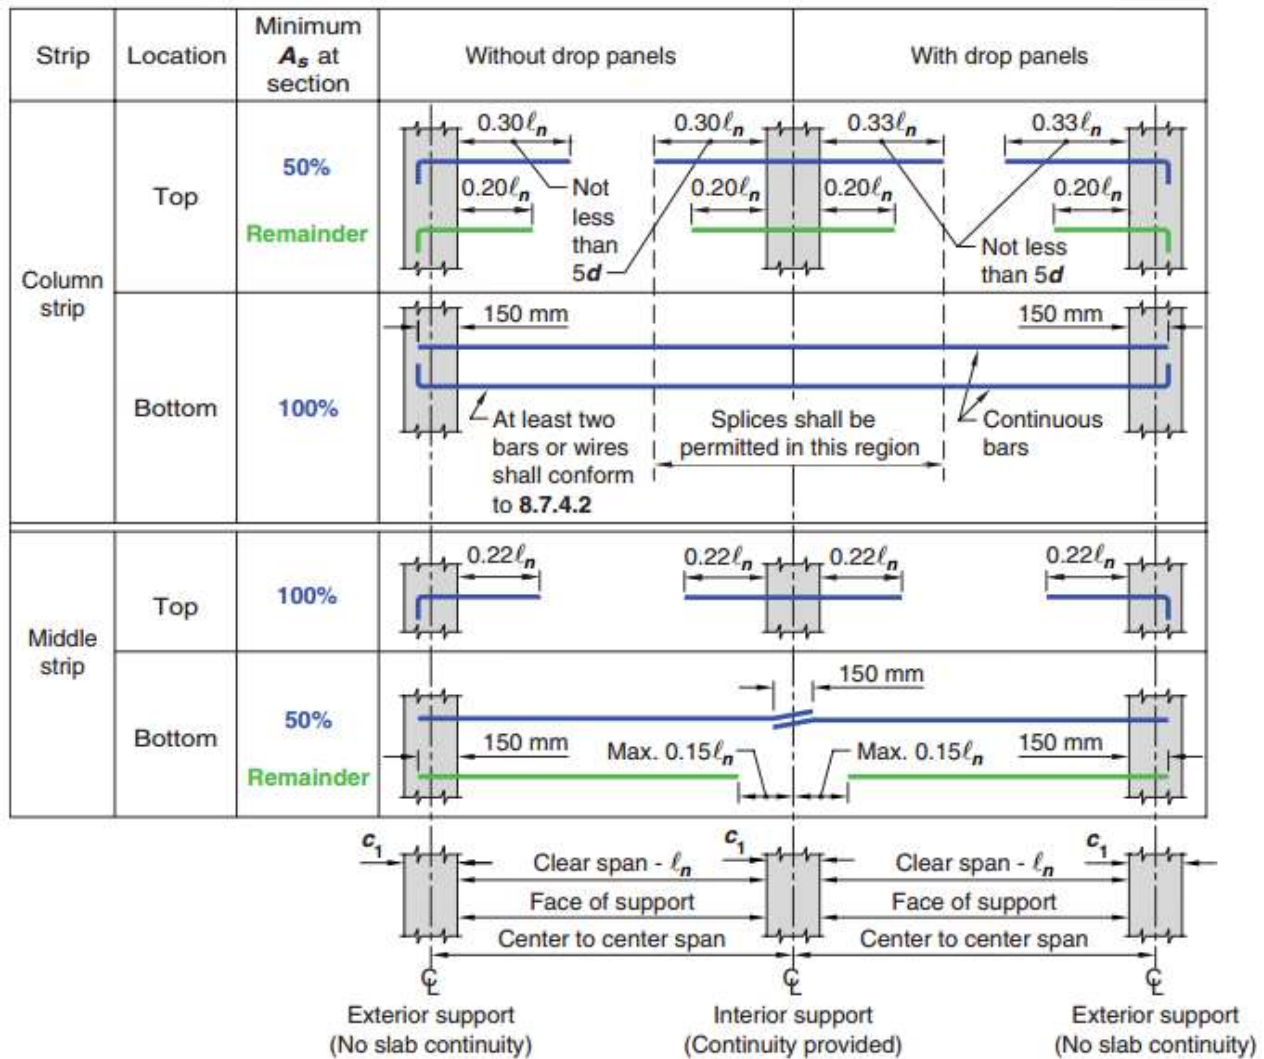 Strip
Location
Minimum
As at
section
Without drop panels
With drop panels
Column
strip
Top
50%
Remainder
0.30ℓn
0.30ℓn
0.33ℓn
0.33ℓn
0.20ℓn
Not
less
than
5d
0.20ℓn
0.20ℓn
0.20ℓn
Not less
than 5d
Bottom
100%
150 mm
150 mm
At least two
bars or wires
shall conform
to 8.7.4.2
Splices shall be
permitted in this region
Continuous
bars
Middle
strip
Top
100%
0.22ℓn
0.22ℓn
0.22ℓn
0.22ℓn
Bottom
50%
Remainder
150 mm
150 mm
Max. 0.15ℓn
Max. 0.15ℓn
150 mm
c1
c1
c1
Clear span - ℓn
Clear span - ℓn
Face of support
Face of support
Center to center span
Center to center span
℄
℄
℄
Exterior support
(No slab continuity)
Interior support
(Continuity provided)
Exterior support
(No slab continuity)